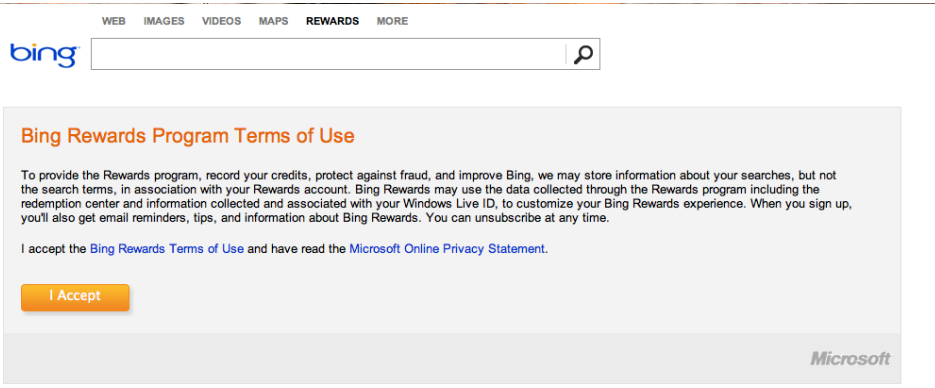 WEB IMAGES VIDEOS MAPS REWARDS MORE
bing
Bing Rewards Program Terms of Use
To provide the Rewards program, record your credits, protect against fraud, and improve Bing, we may store information about your searches, but not
the search terms, in association with your Rewards account. Bing Rewards may use the data collected through the Rewards program including the
redemption center and information collected and associated with your Windows Live ID, to customize your Bing Rewards experience. When you sign up,
you'll also get email reminders, tips, and information about Bing Rewards. You can unsubscribe at any time.
I accept the Bing Rewards Terms of Use and have read the Microsoft Online Privacy Statement.
I Accept
Microsoft